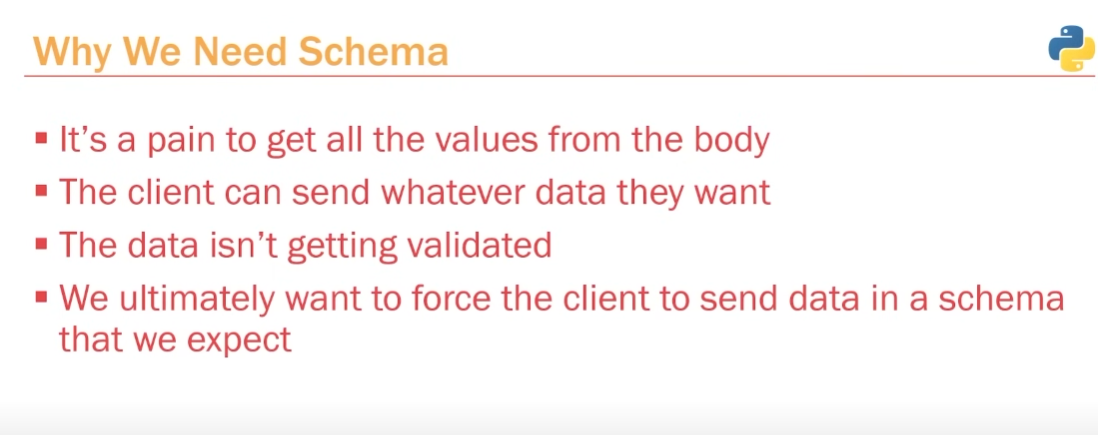 Why We Need Schema
▪ It's a pain to get all the values from the body
▪ The client can send whatever data they want
▪ The data isn't getting validated
▪ We ultimately want to force the client to send data in a schema
that we expect